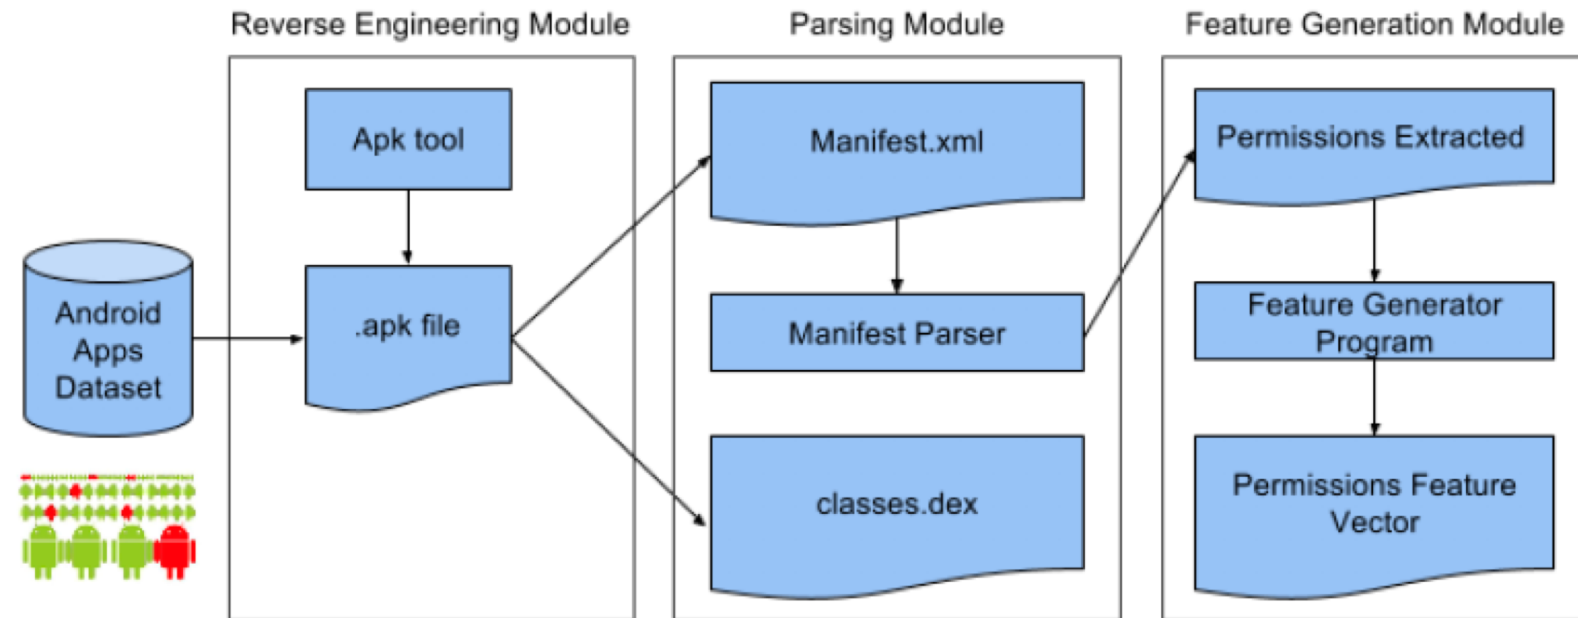 Reverse Engineering Module
Parsing Module
Feature Generation Module
Android
Apps
Dataset
Apk tool
.apk file
Manifest.xml
Manifest Parser
classes.dex
Permissions Extracted
Feature Generator
Program
Permissions Feature
Vector